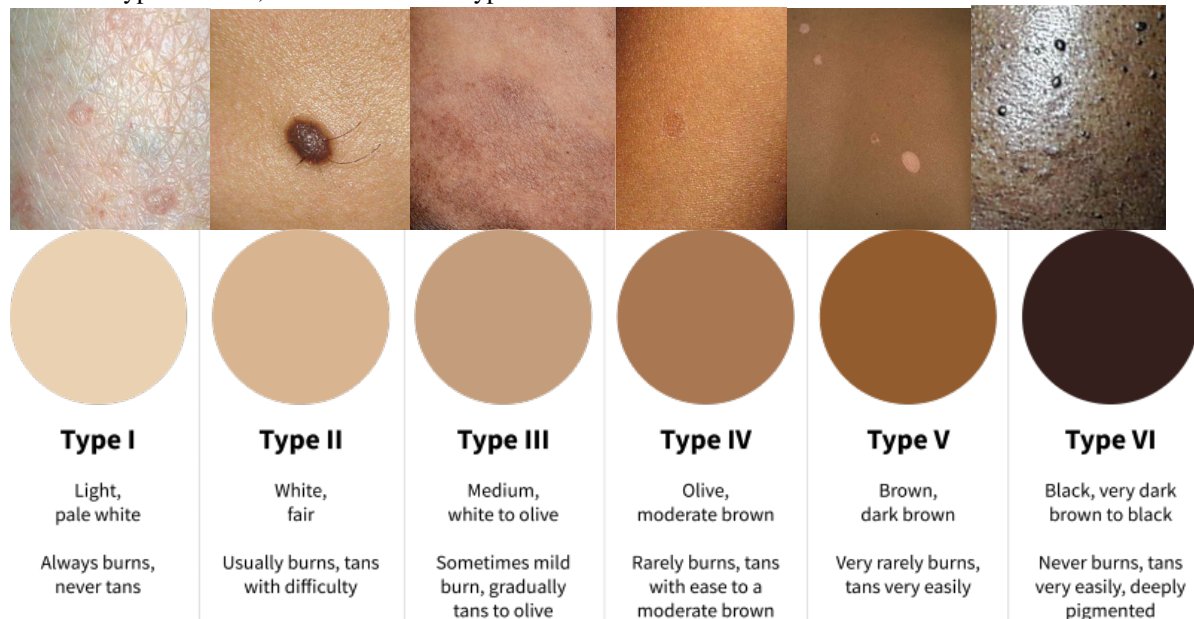 Type I
Type II
Type III
Type IV
Type V
Type VI
Light,
pale white
White,
fair
Medium,
white to olive
Olive,
moderate brown
Brown,
dark brown
Black, very dark
brown to black
Always burns,
never tans
Usually burns, tans
with difficulty
Sometimes mild
burn, gradually
tans to olive
Rarely burns, tans
with ease to a
moderate brown
Very rarely burns,
tans very easily
Never burns, tans
very easily, deeply
pigmented